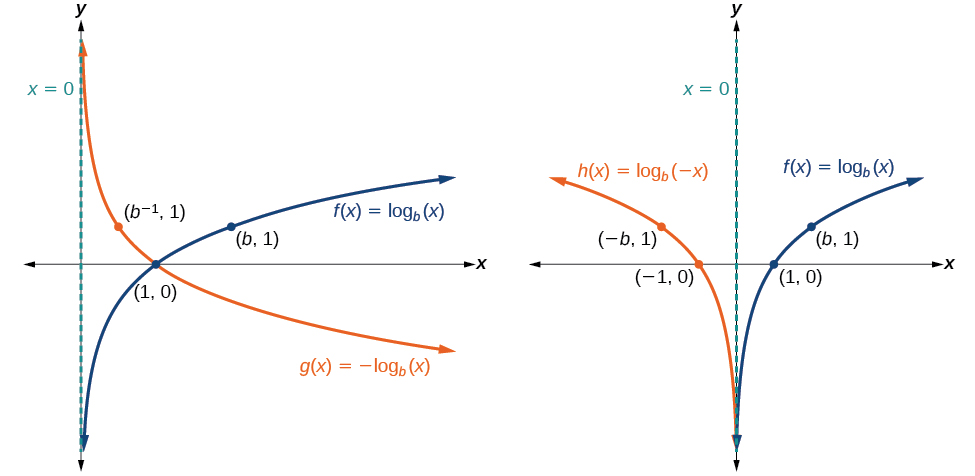 y
x = 0
(b⁻¹, 1)
f(x) = log_b(x)
(b, 1)
x
(1, 0)
g(x) = −log_b(x)
y
x = 0
h(x) = log_b(−x)
f(x) = log_b(x)
(−b, 1)
(b, 1)
x
(−1, 0)
(1, 0)